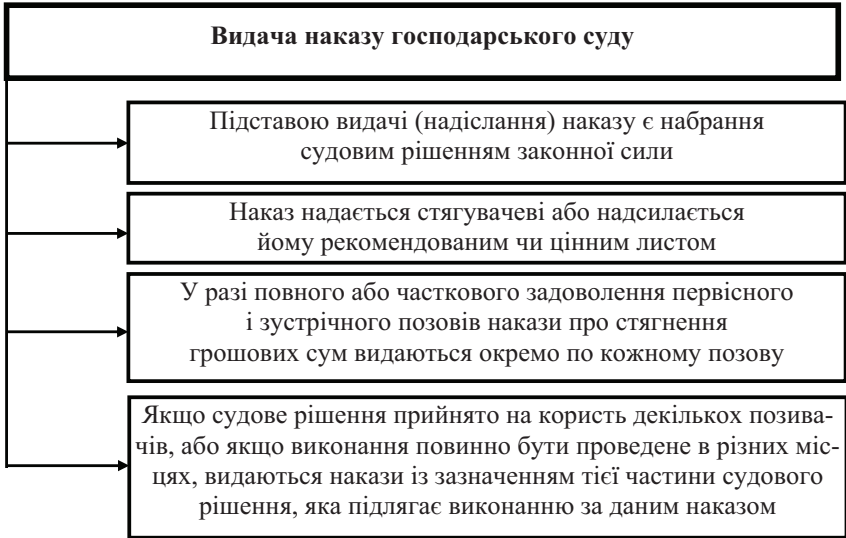 Видача наказу господарського суду
Підставою видачі (надіслання) наказу є набрання
судовим рішенням законної сили
Наказ надається стягувачеві або надсилається
йому рекомендованим чи цінним листом
У разі повного або часткового задоволення первісного
і зустрічного позовів накази про стягнення
грошових сум видаються окремо по кожному позову
Якщо судове рішення прийнято на користь декількох позива-
чів, або якщо виконання повинно бути проведене в різних міс-
цях, видаються накази із зазначенням тієї частини судового
рішення, яка підлягає виконанню за даним наказом